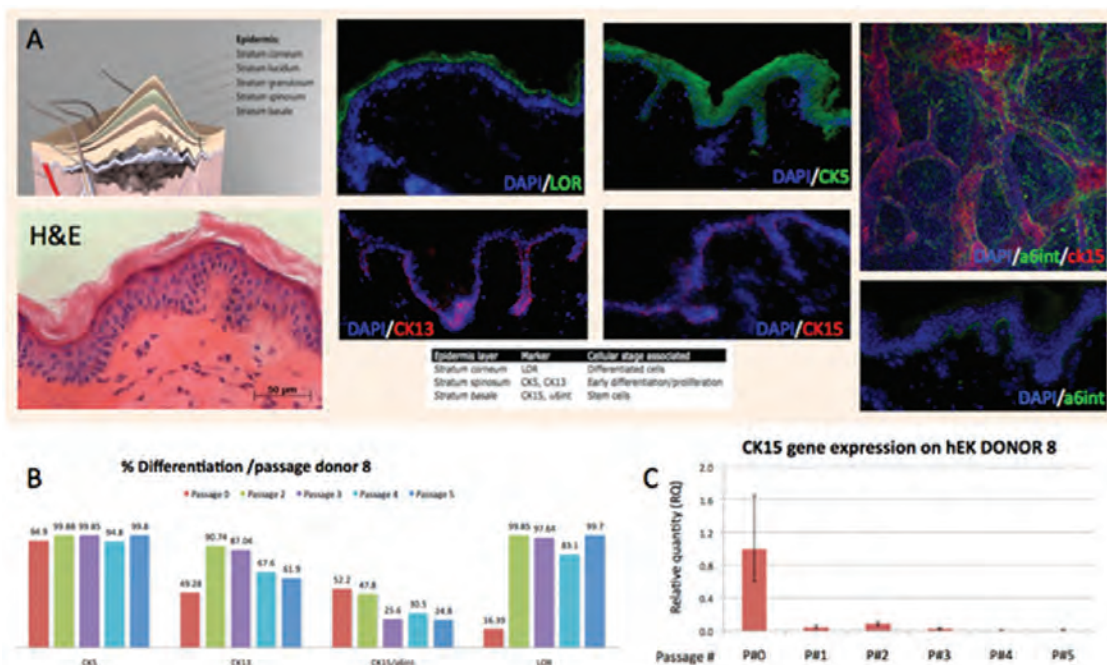 A
Epidermis:
Stratum corneum
Stratum lucidum
Stratum granulosum
Stratum spinosum
Stratum basale
DAPI/LOR
DAPI/CK5
DAPI/a6int/ck15
H&E
50 µm
DAPI/CK13
DAPI/CK15
DAPI/a6int
Epidermis layer Marker Cellular stage associated
Stratum corneum LOR Differentiated cells
Stratum spinosum CK5, CK13 Early differentiation/proliferation
Stratum basale CK15, α6int Stem cells
B
% Differentiation /passage donor 8
Passage 0 Passage 2 Passage 3 Passage 4 Passage 5
94.9 99.88 99.85 94.8 99.8
49.28 90.74 87.04 67.6 61.9
52.2 47.8 25.6 30.5 24.8
16.39 99.85 97.64 83.1 99.7
CK5 CK13 CK15/a6int LOR
C
CK15 gene expression on hEK DONOR 8
Relative quantity (RQ)
2.0
1.6
1.2
0.8
0.4
0.0
Passage # P#0 P#1 P#2 P#3 P#4 P#5